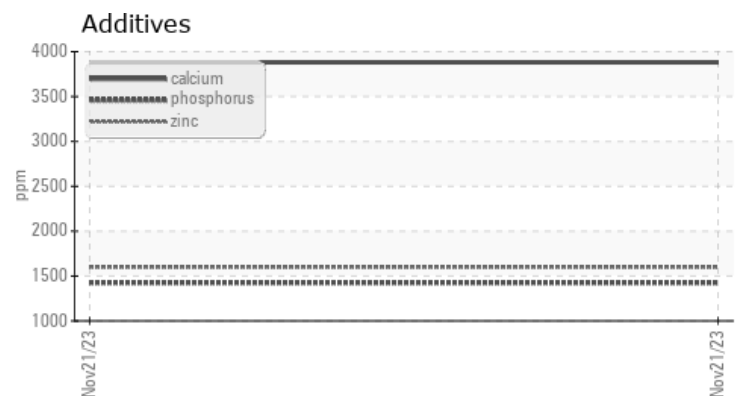 Additives
4000
3500
3000
2500
2000
1500
1000
ppm
calcium
phosphorus
zinc
Nov21/23
Nov21/23